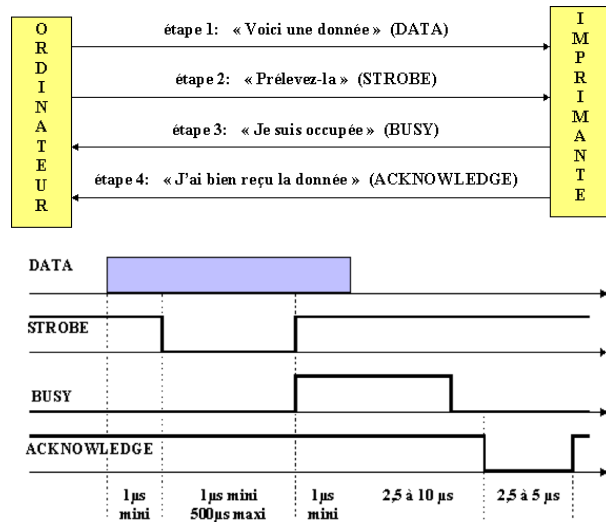 ORDINATEUR
étape 1: « Voici une donnée » (DATA)
étape 2: « Prélevez-la » (STROBE)
étape 3: « Je suis occupée » (BUSY)
étape 4: « J'ai bien reçu la donnée » (ACKNOWLEDGE)
IMPRIMANTE
DATA
STROBE
BUSY
ACKNOWLEDGE
1µs 1µs mini 1µs 2,5 à 10 µs 2,5 à 5 µs
mini 500µs maxi mini